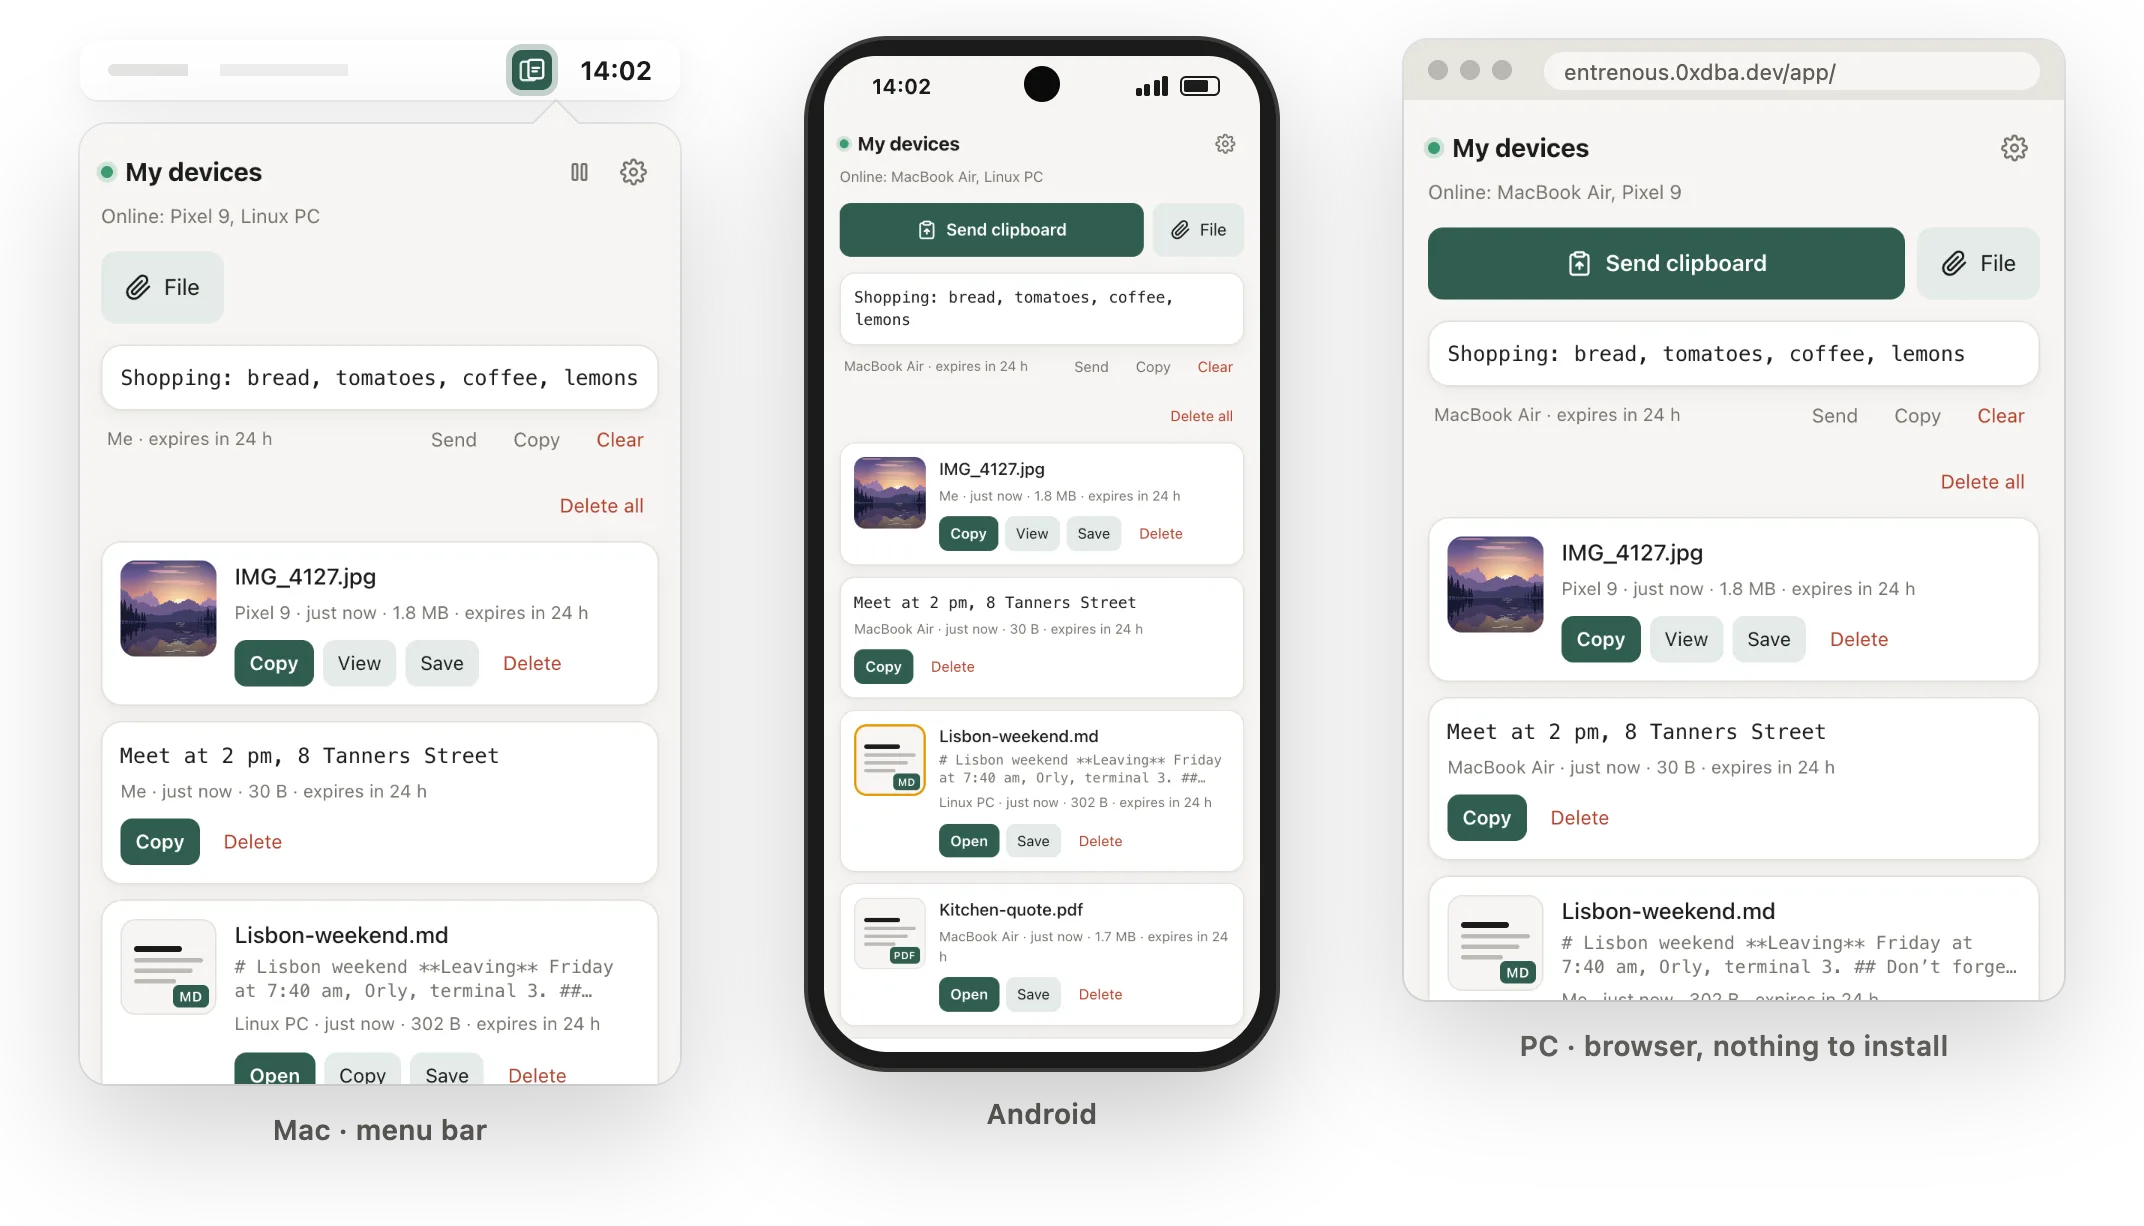 14:02
My devices
Online: Pixel 9, Linux PC
File
Shopping: bread, tomatoes, coffee, lemons
Me · expires in 24 h
Send
Copy
Clear
Delete all
IMG_4127.jpg
Pixel 9 · just now · 1.8 MB · expires in 24 h
Copy
View
Save
Delete
Meet at 2 pm, 8 Tanners Street
Me · just now · 30 B · expires in 24 h
Copy
Delete
MD
Lisbon-weekend.md
# Lisbon weekend **Leaving** Friday
at 7:40 am, Orly, terminal 3. ##…
Linux PC · just now · 302 B · expires in 24 h
Open
Copy
Save
Delete
Mac · menu bar
14:02
My devices
Online: MacBook Air, Linux PC
Send clipboard
File
Shopping: bread, tomatoes, coffee,
lemons
MacBook Air · expires in 24 h
Send
Copy
Clear
Delete all
IMG_4127.jpg
Me · just now · 1.8 MB · expires in 24 h
Copy
View
Save
Delete
Meet at 2 pm, 8 Tanners Street
MacBook Air · just now · 30 B · expires in 24 h
Copy
Delete
MD
Lisbon-weekend.md
# Lisbon weekend **Leaving** Friday
at 7:40 am, Orly, terminal 3. ##…
Linux PC · just now · 302 B · expires in 24 h
Open
Save
Delete
PDF
Kitchen-quote.pdf
MacBook Air · just now · 1.7 MB · expires in 24
h
Open
Save
Delete
Android
entrenous.0xdba.dev/app/
My devices
Online: MacBook Air, Pixel 9
Send clipboard
File
Shopping: bread, tomatoes, coffee, lemons
MacBook Air · expires in 24 h
Send
Copy
Clear
Delete all
IMG_4127.jpg
Pixel 9 · just now · 1.8 MB · expires in 24 h
Copy
View
Save
Delete
Meet at 2 pm, 8 Tanners Street
MacBook Air · just now · 30 B · expires in 24 h
Copy
Delete
MD
Lisbon-weekend.md
# Lisbon weekend **Leaving** Friday at
7:40 am, Orly, terminal 3. ## Don’t forge…
Me · just now · 302 B · expires in 24 h
PC · browser, nothing to install